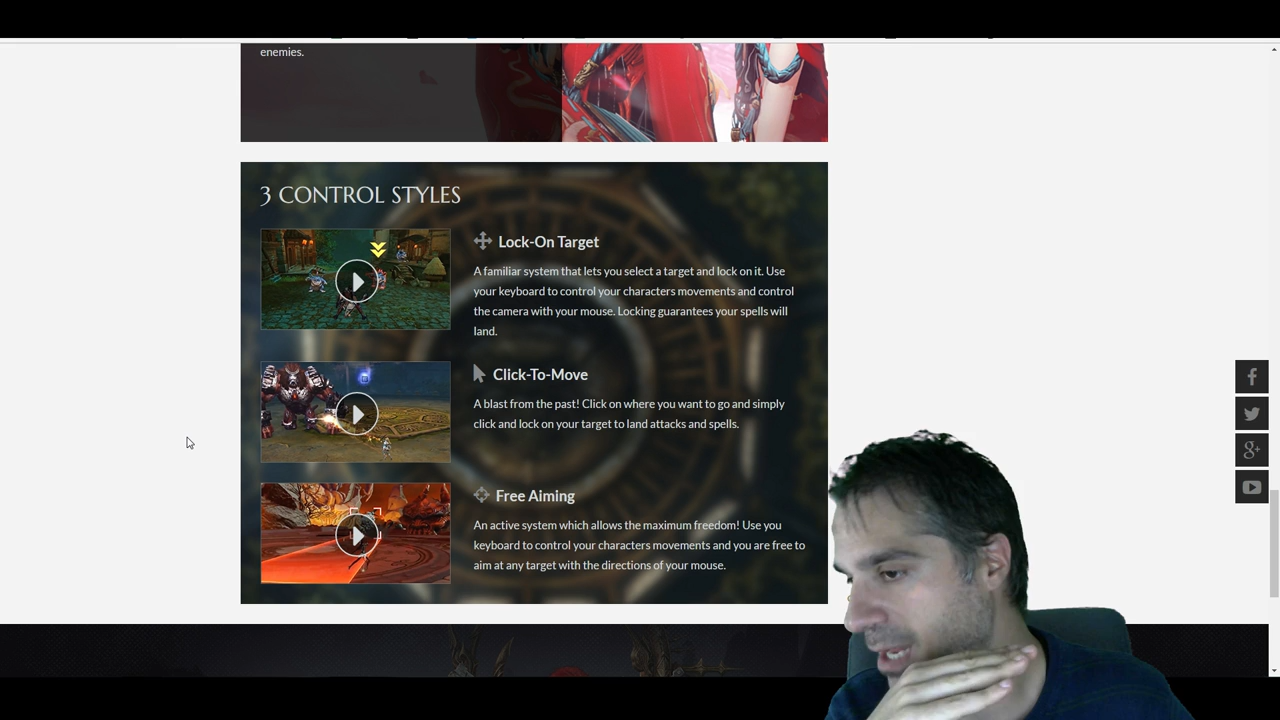 enemies.
3 CONTROL STYLES
Lock-On Target
A familiar system that lets you select a target and lock on it. Use
your keyboard to control your characters movements and control
the camera with your mouse. Locking guarantees your spells will
land.
Click-To-Move
A blast from the past! Click on where you want to go and simply
click and lock on your target to land attacks and spells.
Free Aiming
An active system which allows the maximum freedom! Use you
keyboard to control your characters movements and you are free to
aim at any target with the directions of your mouse.